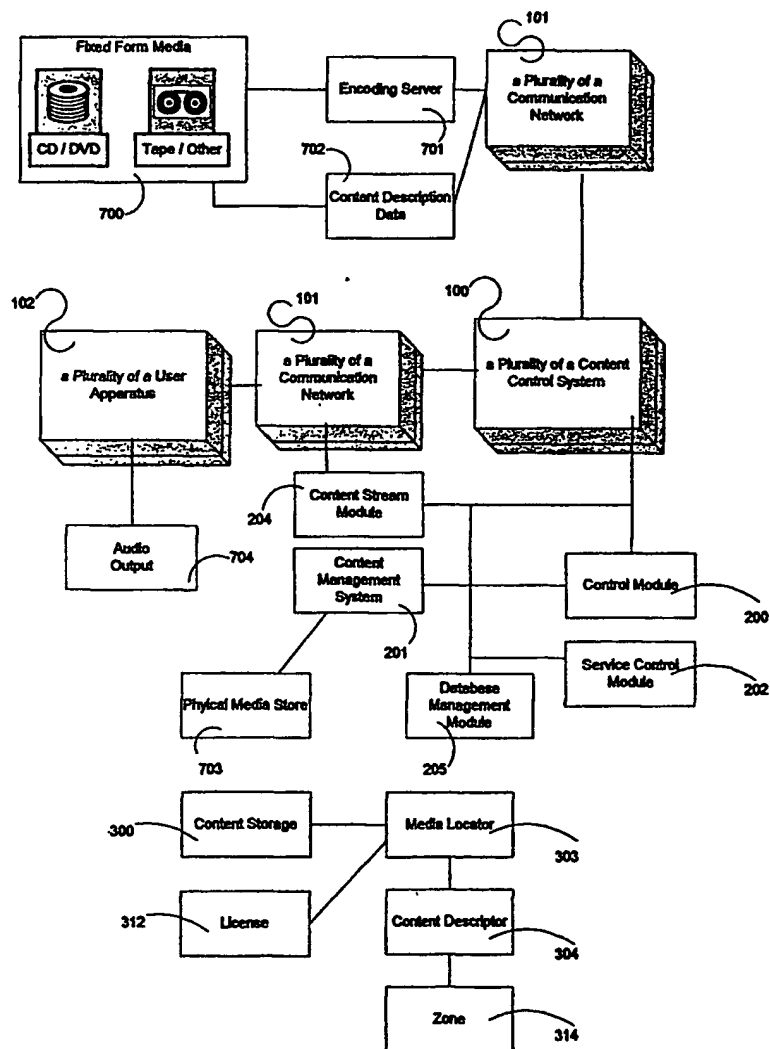 101
Fixed Form Media
CD / DVD
Tape / Other
700
Encoding Server
701
702
Content Description
Data
a Plurality of a
Communication
Network
102
a Plurality of a User
Apparatus
101
a Plurality of a
Communication
Network
100
a Plurality of a Content
Control System
204
Content Stream
Module
Audio
Output
704
Content
Management
System
201
Control Module
200
Service Control
Module
202
Phyical Media Store
703
Database
Management
Module
205
300
Content Storage
Media Locator
303
312
License
Content Descriptor
304
Zone
314